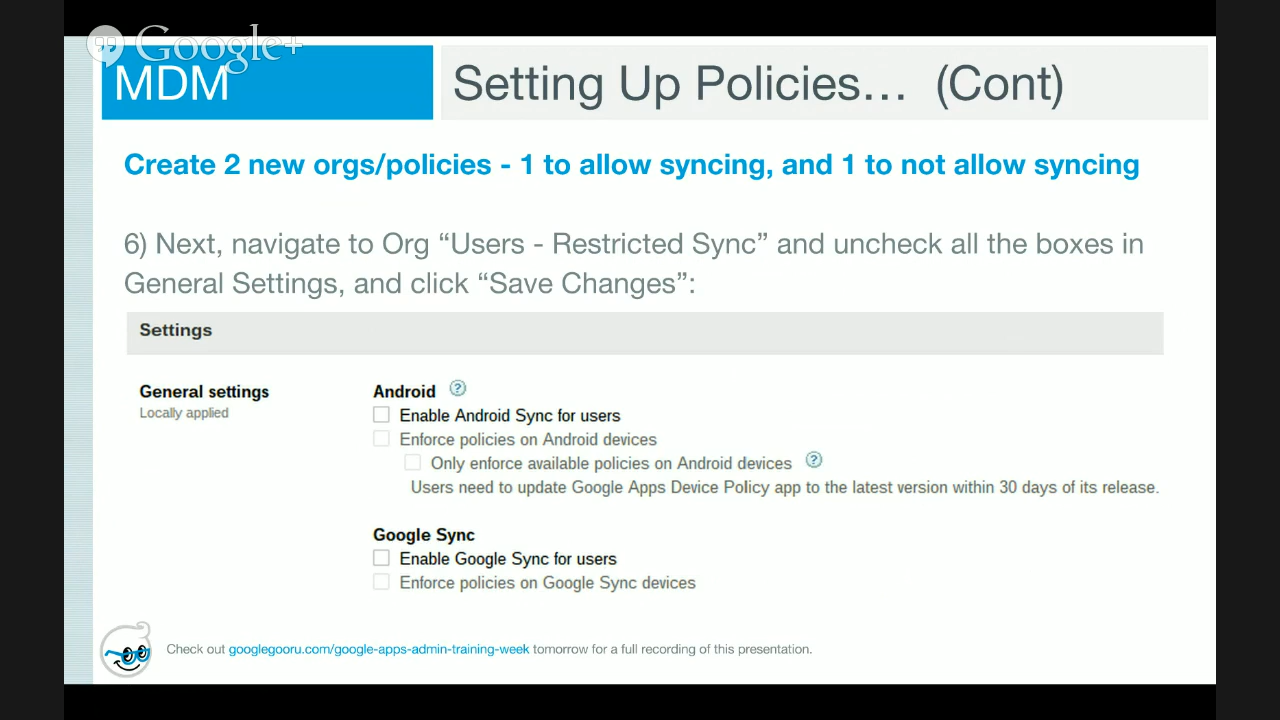 Google+
MDM
Setting Up Policies… (Cont)
Create 2 new orgs/policies - 1 to allow syncing, and 1 to not allow syncing
6) Next, navigate to Org “Users - Restricted Sync” and uncheck all the boxes in
General Settings, and click “Save Changes”:
Settings
General settings
Locally applied
Android ?
Enable Android Sync for users
Enforce policies on Android devices
Only enforce available policies on Android devices ?
Users need to update Google Apps Device Policy app to the latest version within 30 days of its release.
Google Sync
Enable Google Sync for users
Enforce policies on Google Sync devices
Check out googlegooru.com/google-apps-admin-training-week tomorrow for a full recording of this presentation.